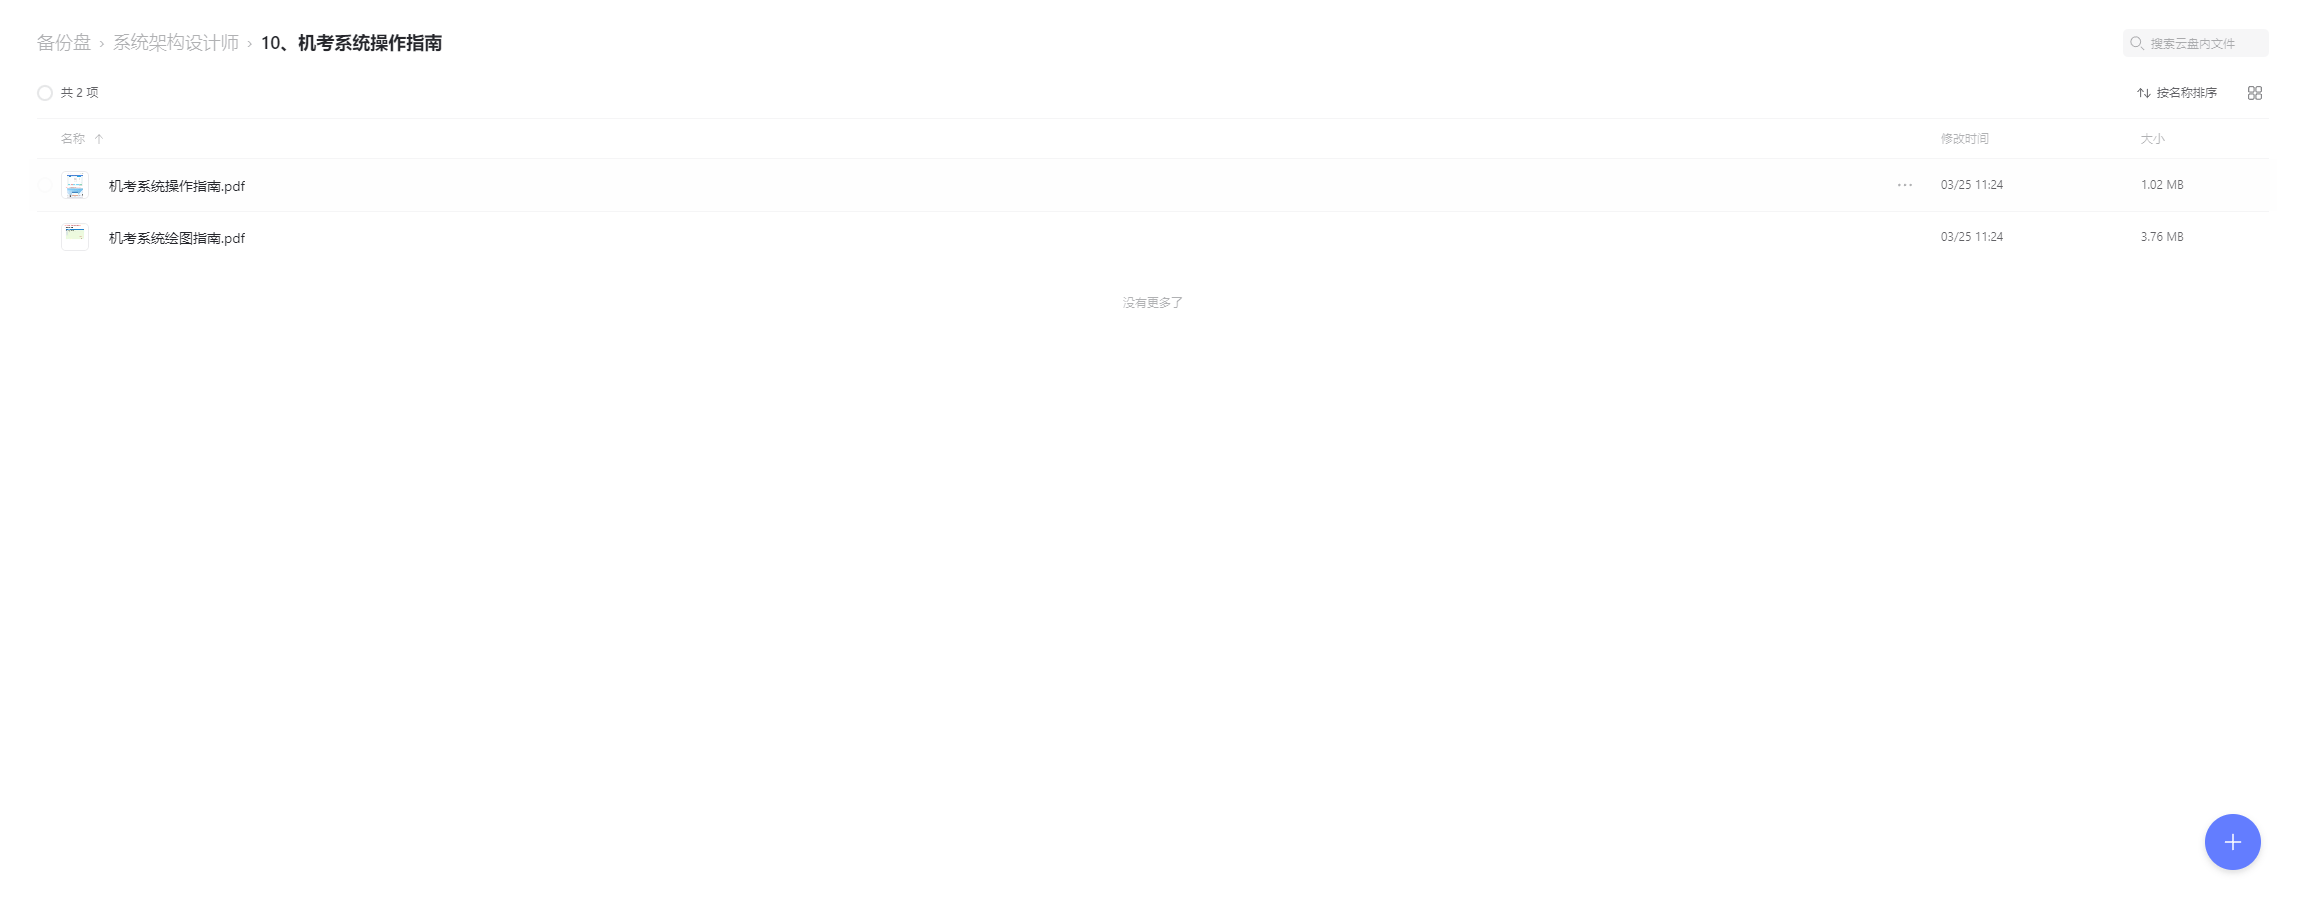 备份盘 › 系统架构设计师 › 10、机考系统操作指南
搜索云盘内文件
共 2 项
按名称排序
名称 修改时间 大小
机考系统操作指南.pdf 03/25 11:24 1.02 MB
机考系统绘图指南.pdf 03/25 11:24 3.76 MB
没有更多了